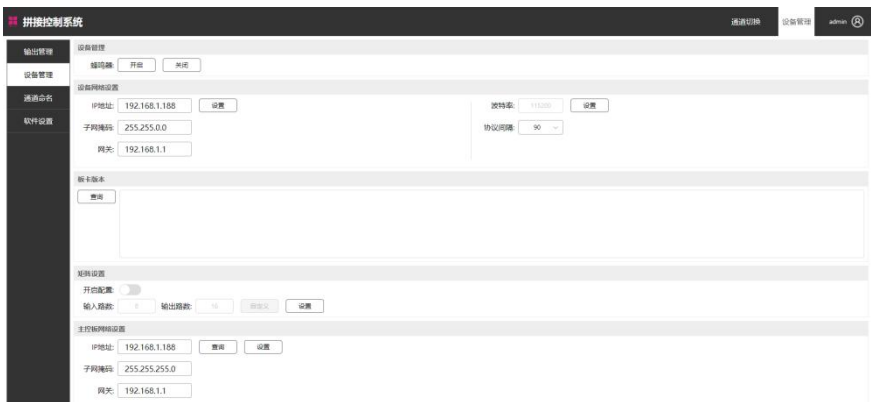 拼接控制系统 通道切换 设备管理 admin
输出管理
设备管理
通道命名
软件设置
设备管理
蜂鸣器: 开启 关闭
设备网络设置
IP地址: 192.168.1.188 设置 波特率: 115200 设置
子网掩码: 255.255.0.0 协议间隔: 90
网关: 192.168.1.1
板卡版本
查询
矩阵设置
开启配置:
输入路数: 输出路数: 16 自定义 设置
主控板网络设置
IP地址: 192.168.1.188 查询 设置
子网掩码: 255.255.255.0
网关: 192.168.1.1